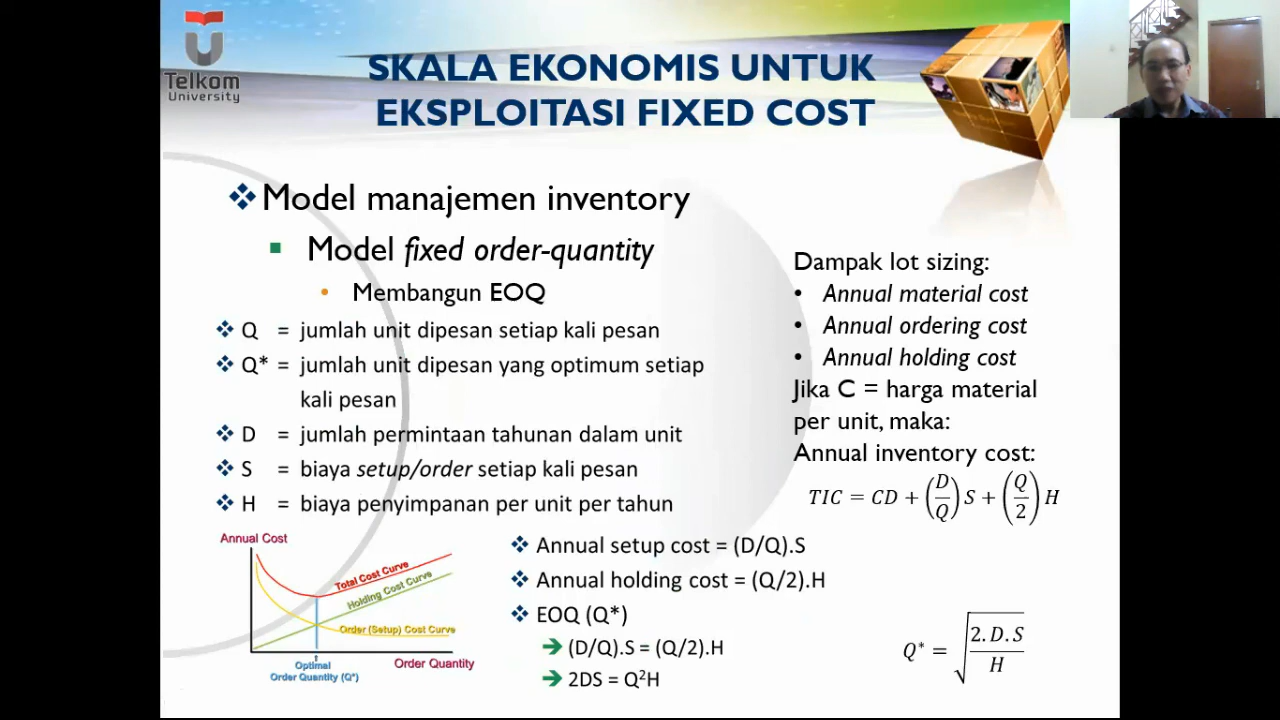 Telkom
University
SKALA EKONOMIS UNTUK
EKSPLOITASI FIXED COST
Model manajemen inventory
Model fixed order-quantity
Membangun EOQ
Q = jumlah unit dipesan setiap kali pesan
Q* = jumlah unit dipesan yang optimum setiap
kali pesan
D = jumlah permintaan tahunan dalam unit
S = biaya setup/order setiap kali pesan
H = biaya penyimpanan per unit per tahun
Dampak lot sizing:
• Annual material cost
• Annual ordering cost
• Annual holding cost
Jika C = harga material
per unit, maka:
Annual inventory cost:
TIC = CD + (D/Q) S + (Q/2) H
Annual Cost
Total Cost Curve
Holding Cost Curve
Order (Setup) Cost Curve
Optimal
Order Quantity (Q*)
Order Quantity
Annual setup cost = (D/Q).S
Annual holding cost = (Q/2).H
EOQ (Q*)
➔ (D/Q).S = (Q/2).H
➔ 2DS = Q²H
Q* = √(2.D.S/H)